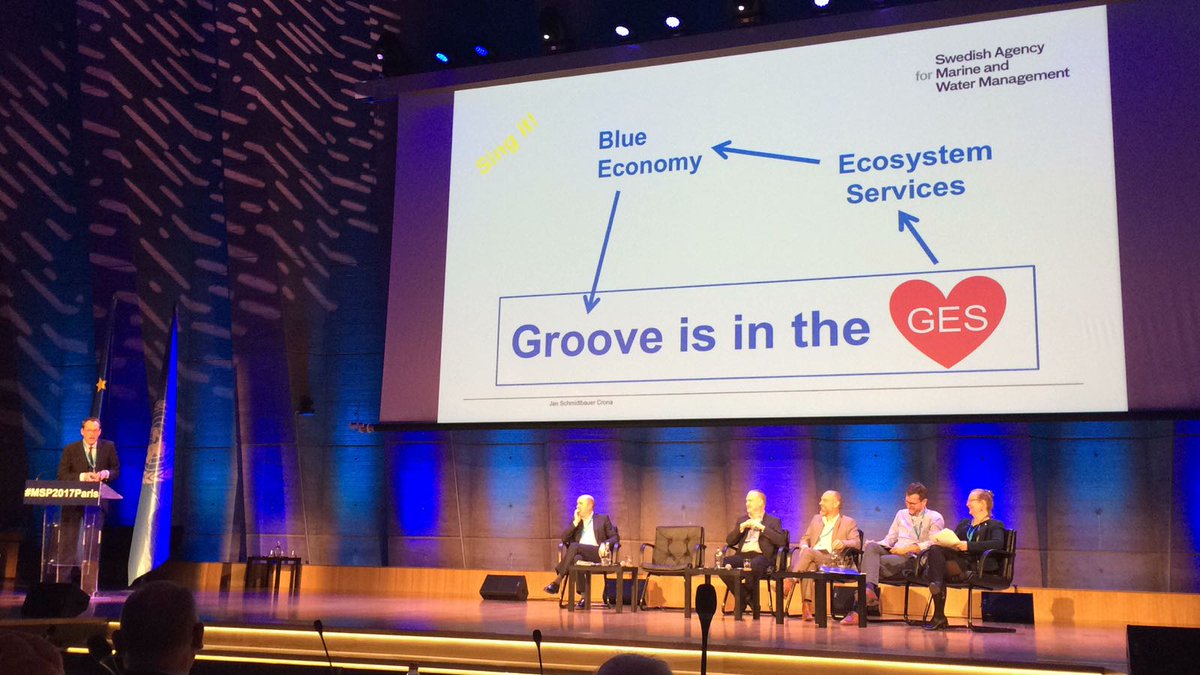 Swedish Agency
for Marine and
Water Management
Sing it!
Blue
Economy
Ecosystem
Services
Groove is in the GES
Jan Schmidtbauer Crona
#MSP2017Paris